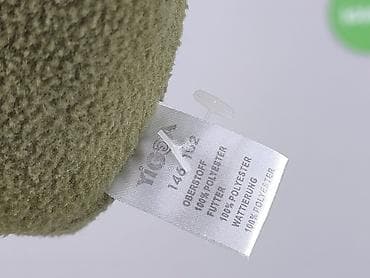 YIGGA
146 152
OBERSTOFF
100% POLYESTER
FUTTER
100% POLYESTER
WATTIERUNG
100% POLYESTER